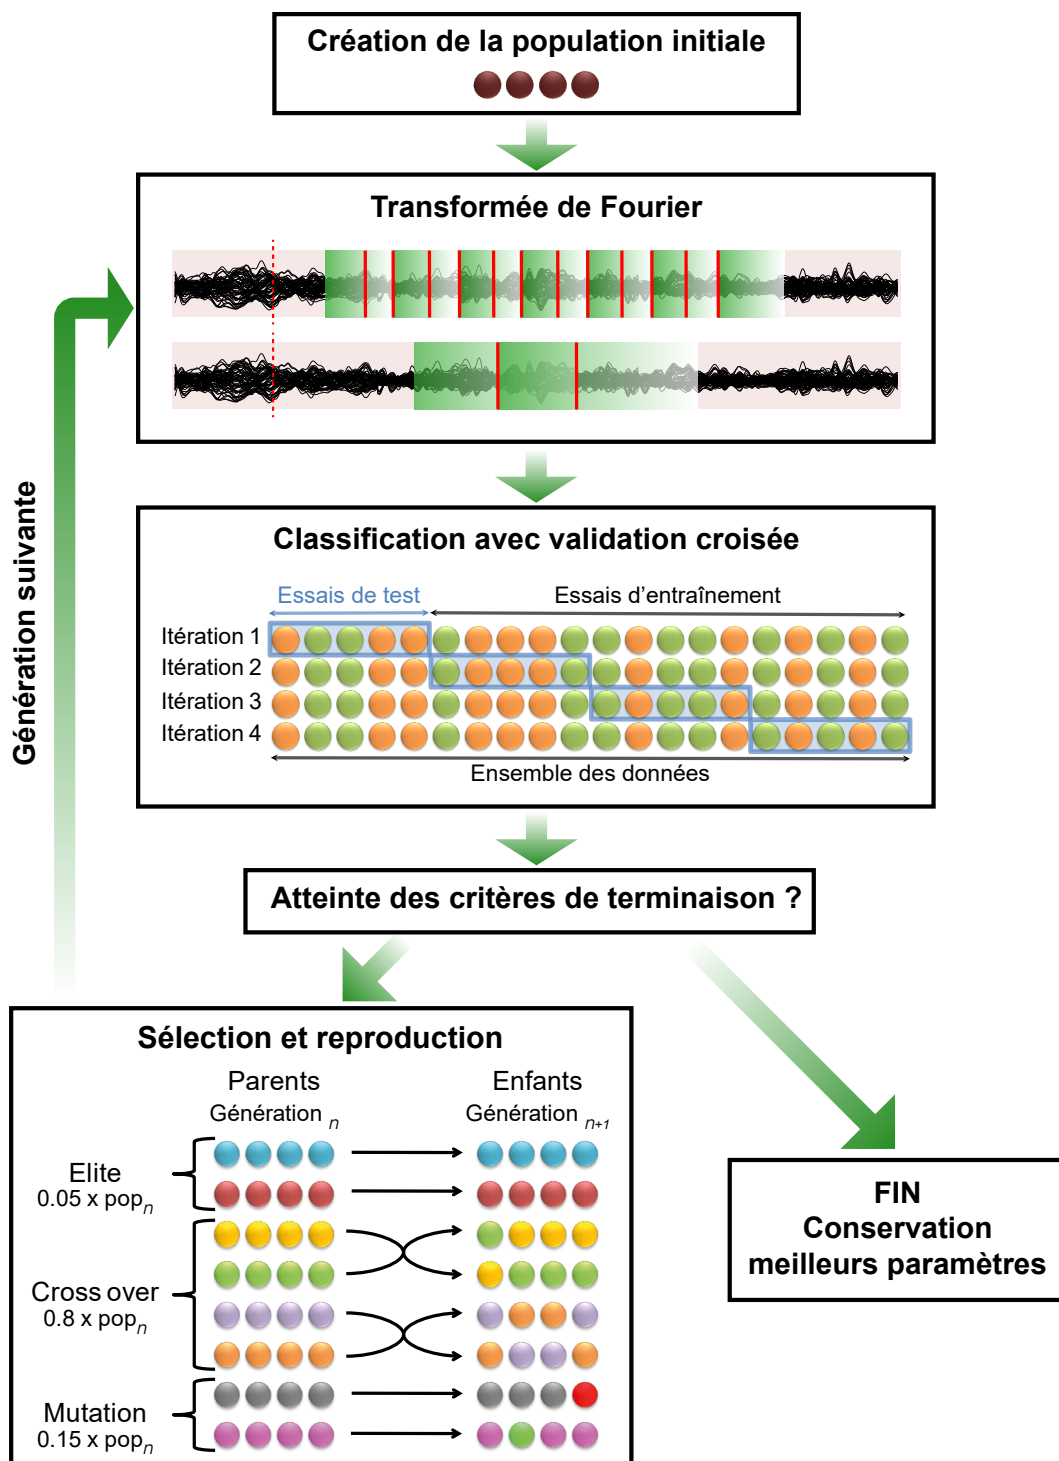 Création de la population initiale
Transformée de Fourier
Génération suivante
Classification avec validation croisée
Essais de test
Essais d'entraînement
Itération 1
Itération 2
Itération 3
Itération 4
Ensemble des données
Atteinte des critères de terminaison ?
Sélection et reproduction
Parents
Enfants
Génération n
Génération n+1
Elite
0.05 x popn
Cross over
0.8 x popn
Mutation
0.15 x popn
FIN
Conservation
meilleurs paramètres